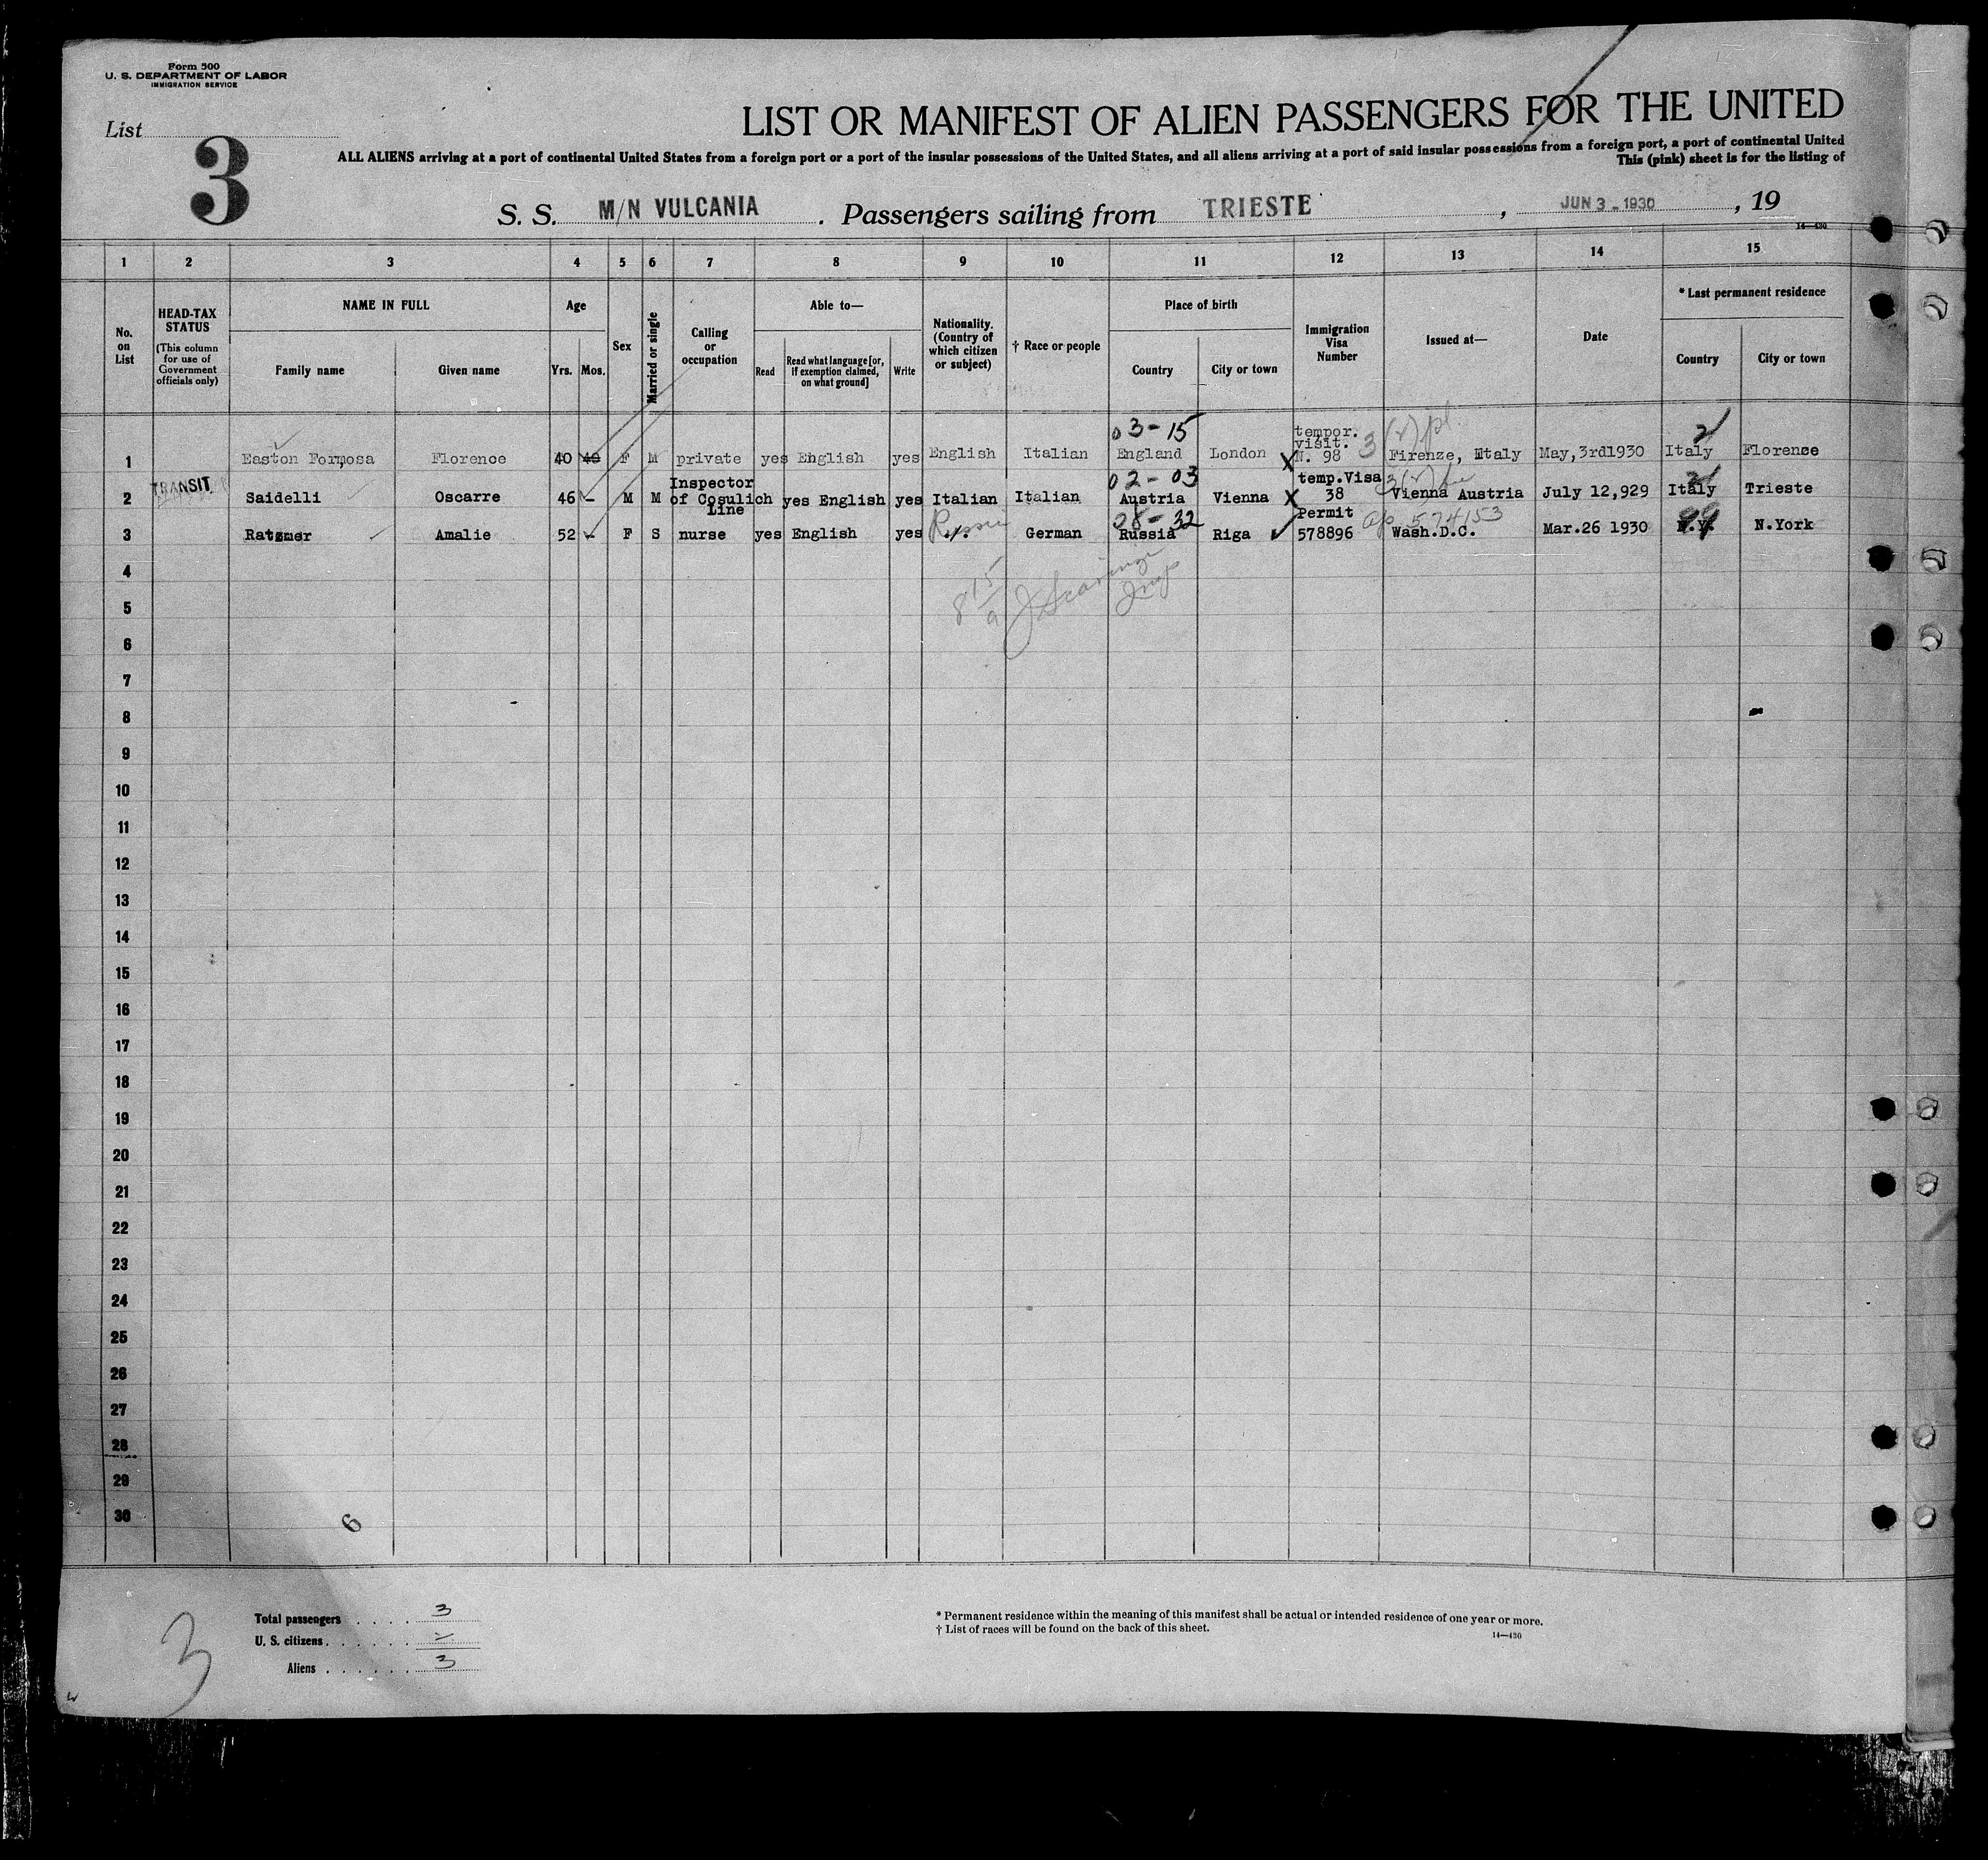 Form 500
U. S. DEPARTMENT OF LABOR
IMMIGRATION SERVICE
List
3
LIST OR MANIFEST OF ALIEN PASSENGERS FOR THE UNITED
ALL ALIENS arriving at a port of continental United States from a foreign port or a port of the insular possessions of the United States, and all aliens arriving at a port of said insular possessions from a foreign port, a port of continental United
This (pink) sheet is for the listing of
S. S. M/N VULCANIA . Passengers sailing from TRIESTE , JUN 3 - 1930 , 19
14—430
1 2 3 4 5 6 7 8 9 10 11 12 13 14 15
No. on List
HEAD-TAX STATUS
(This column for use of Government officials only)
NAME IN FULL
Family name
Given name
Age
Yrs. Mos.
Sex
Married or single
Calling or occupation
Able to—
Read
Read what language [or, if exemption claimed, on what ground]
Write
Nationality. (Country of which citizen or subject)
† Race or people
Place of birth
Country
City or town
Immigration Visa Number
Issued at—
Date
* Last permanent residence
Country
City or town
03-15
1 Easton Formosa Florence 40 40 F M private yes English yes English Italian England London X tempor. visit. N. 98 Firenze, Italy May,3rd1930 Italy Florense
02-03
TRANSIT
2 Saidelli Oscarre 46 - M M Inspector of Cosulich Line yes English yes Italian Italian Austria Vienna X temp.Visa 38 Vienna Austria July 12,929 Italy Trieste
3 Amalie 52 - F S nurse yes English yes Russia German Russia Riga Permit 578896 Wash.D.C. Mar.26 1930 N.Y. N.York
574153
4
5
6
7
8
9
10
11
12
13
14
15
16
17
18
19
20
21
22
23
24
25
26
27
28
29
30
6
3
Total passengers . . . . 3
U. S. citizens . . . . . .
Aliens . . . . . . 3
* Permanent residence within the meaning of this manifest shall be actual or intended residence of one year or more.
† List of races will be found on the back of this sheet.
14—430